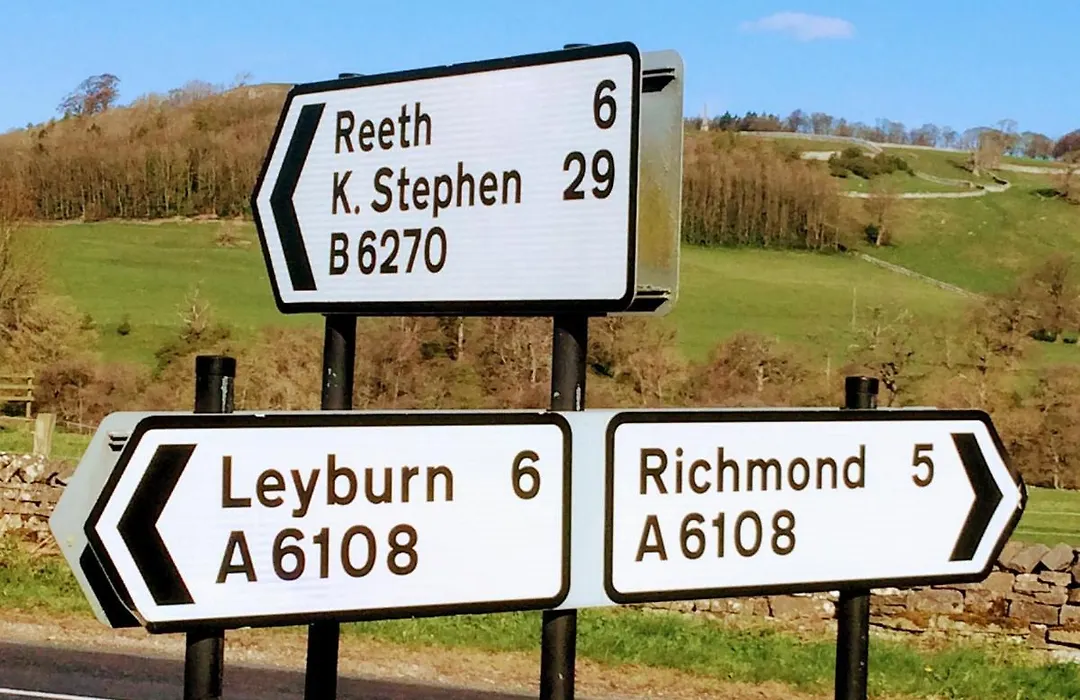 Reeth 6
K. Stephen 29
B6270
Leyburn 6
A6108
Richmond 5
A6108